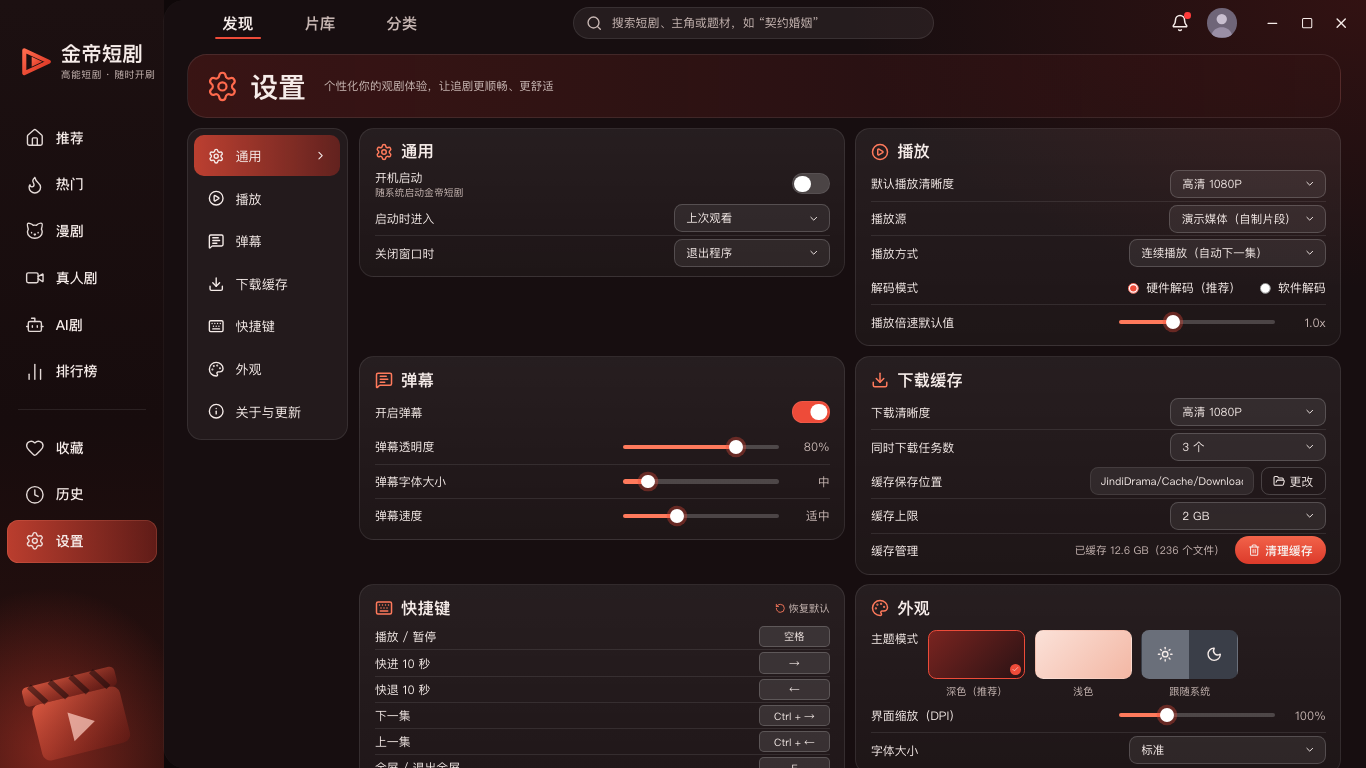 发现
片库
分类
搜索短剧、主角或题材，如 “契约婚姻”
金帝短剧
高能短剧 · 随时开刷
推荐
热门
漫剧
真人剧
AI剧
排行榜
收藏
历史
设置
设置
个性化你的观剧体验，让追剧更顺畅、更舒适
通用
播放
弹幕
下载缓存
快捷键
外观
关于与更新
通用
开机启动
随系统启动金帝短剧
启动时进入
上次观看
关闭窗口时
退出程序
播放
默认播放清晰度
高清 1080P
播放源
演示媒体（自制片段）
播放方式
连续播放（自动下一集）
解码模式
硬件解码（推荐）
软件解码
播放倍速默认值
1.0x
弹幕
开启弹幕
弹幕透明度
80%
弹幕字体大小
中
弹幕速度
适中
下载缓存
下载清晰度
高清 1080P
同时下载任务数
3 个
缓存保存位置
JindiDrama/Cache/Downloa
更改
缓存上限
2 GB
缓存管理
已缓存 12.6 GB（236 个文件）
清理缓存
快捷键
恢复默认
播放 / 暂停
空格
快进 10 秒
→
快退 10 秒
←
下一集
Ctrl + →
上一集
Ctrl + ←
全屏 / 退出全屏
F
外观
主题模式
深色（推荐）
浅色
跟随系统
界面缩放（DPI）
100%
字体大小
标准